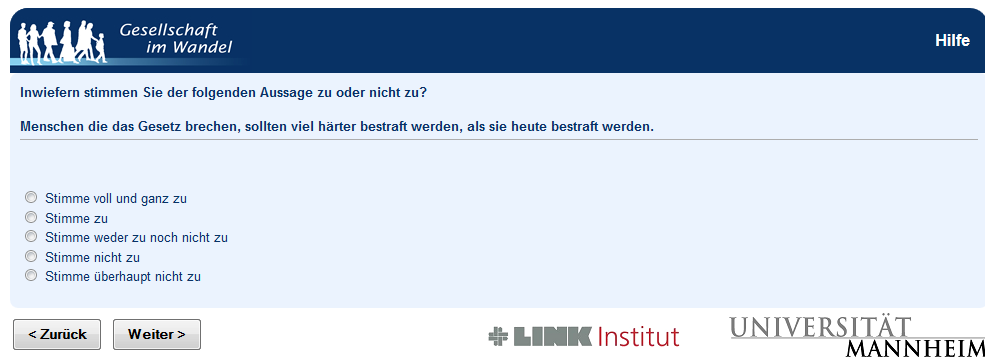 Gesellschaft
im Wandel
Hilfe
Inwiefern stimmen Sie der folgenden Aussage zu oder nicht zu?
Menschen die das Gesetz brechen, sollten viel härter bestraft werden, als sie heute bestraft werden.
Stimme voll und ganz zu
Stimme zu
Stimme weder zu noch nicht zu
Stimme nicht zu
Stimme überhaupt nicht zu
< Zurück
Weiter >
LINK Institut
UNIVERSITÄT
MANNHEIM